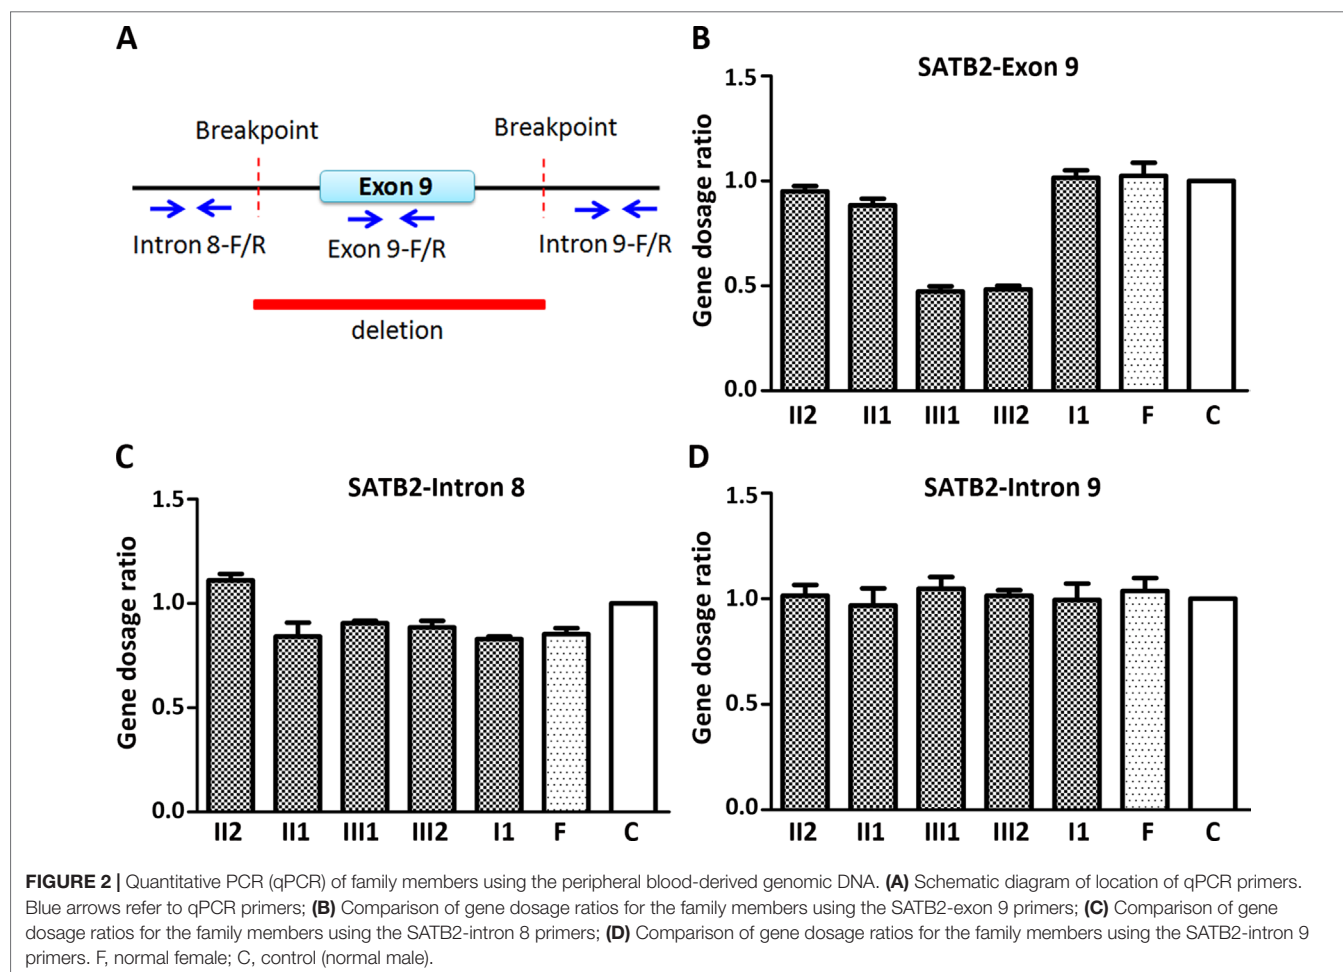 A
Breakpoint
Breakpoint
Exon 9
Intron 8-F/R
Exon 9-F/R
Intron 9-F/R
deletion
B
SATB2-Exon 9
Gene dosage ratio
1.5
1.0
0.5
0.0
II2 II1 III1 III2 I1 F C
C
SATB2-Intron 8
Gene dosage ratio
1.5
1.0
0.5
0.0
II2 II1 III1 III2 I1 F C
D
SATB2-Intron 9
Gene dosage ratio
1.5
1.0
0.5
0.0
II2 II1 III1 III2 I1 F C
FIGURE 2 | Quantitative PCR (qPCR) of family members using the peripheral blood-derived genomic DNA. (A) Schematic diagram of location of qPCR primers.
Blue arrows refer to qPCR primers; (B) Comparison of gene dosage ratios for the family members using the SATB2-exon 9 primers; (C) Comparison of gene
dosage ratios for the family members using the SATB2-intron 8 primers; (D) Comparison of gene dosage ratios for the family members using the SATB2-intron 9
primers. F, normal female; C, control (normal male).